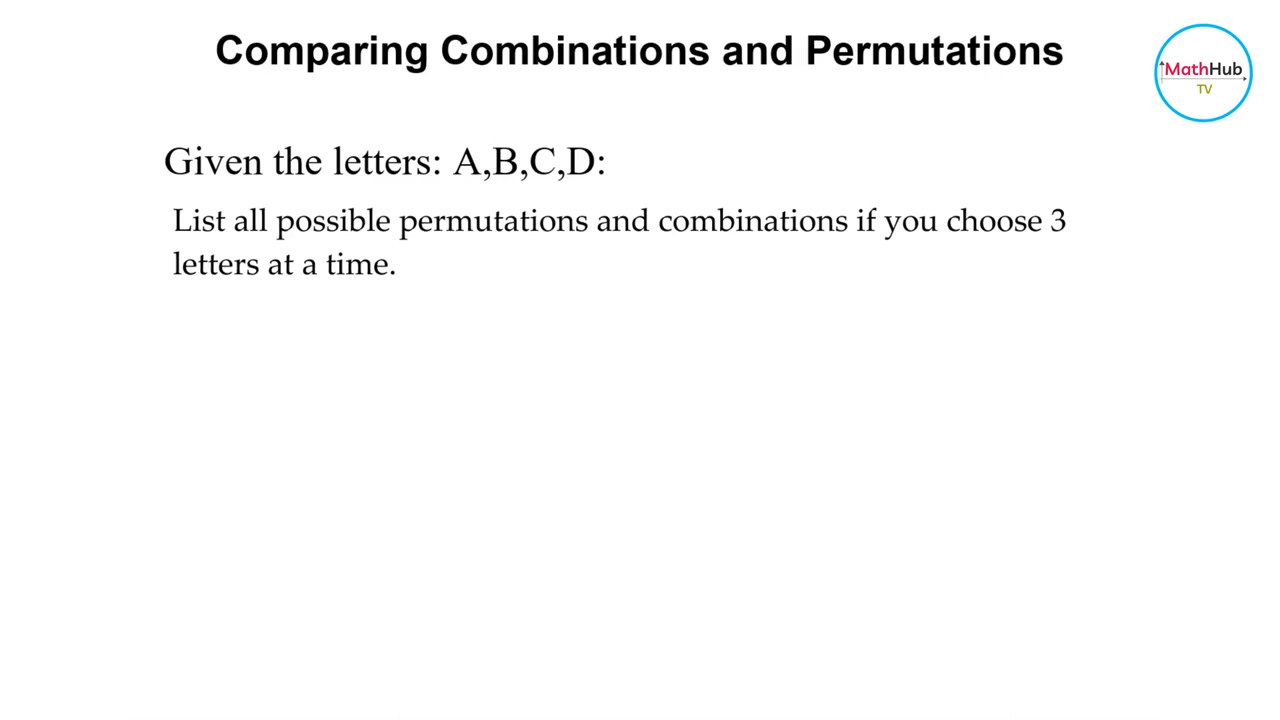 Comparing Combinations and Permutations
MathHub
TV
Given the letters: A,B,C,D:
List all possible permutations and combinations if you choose 3
letters at a time.